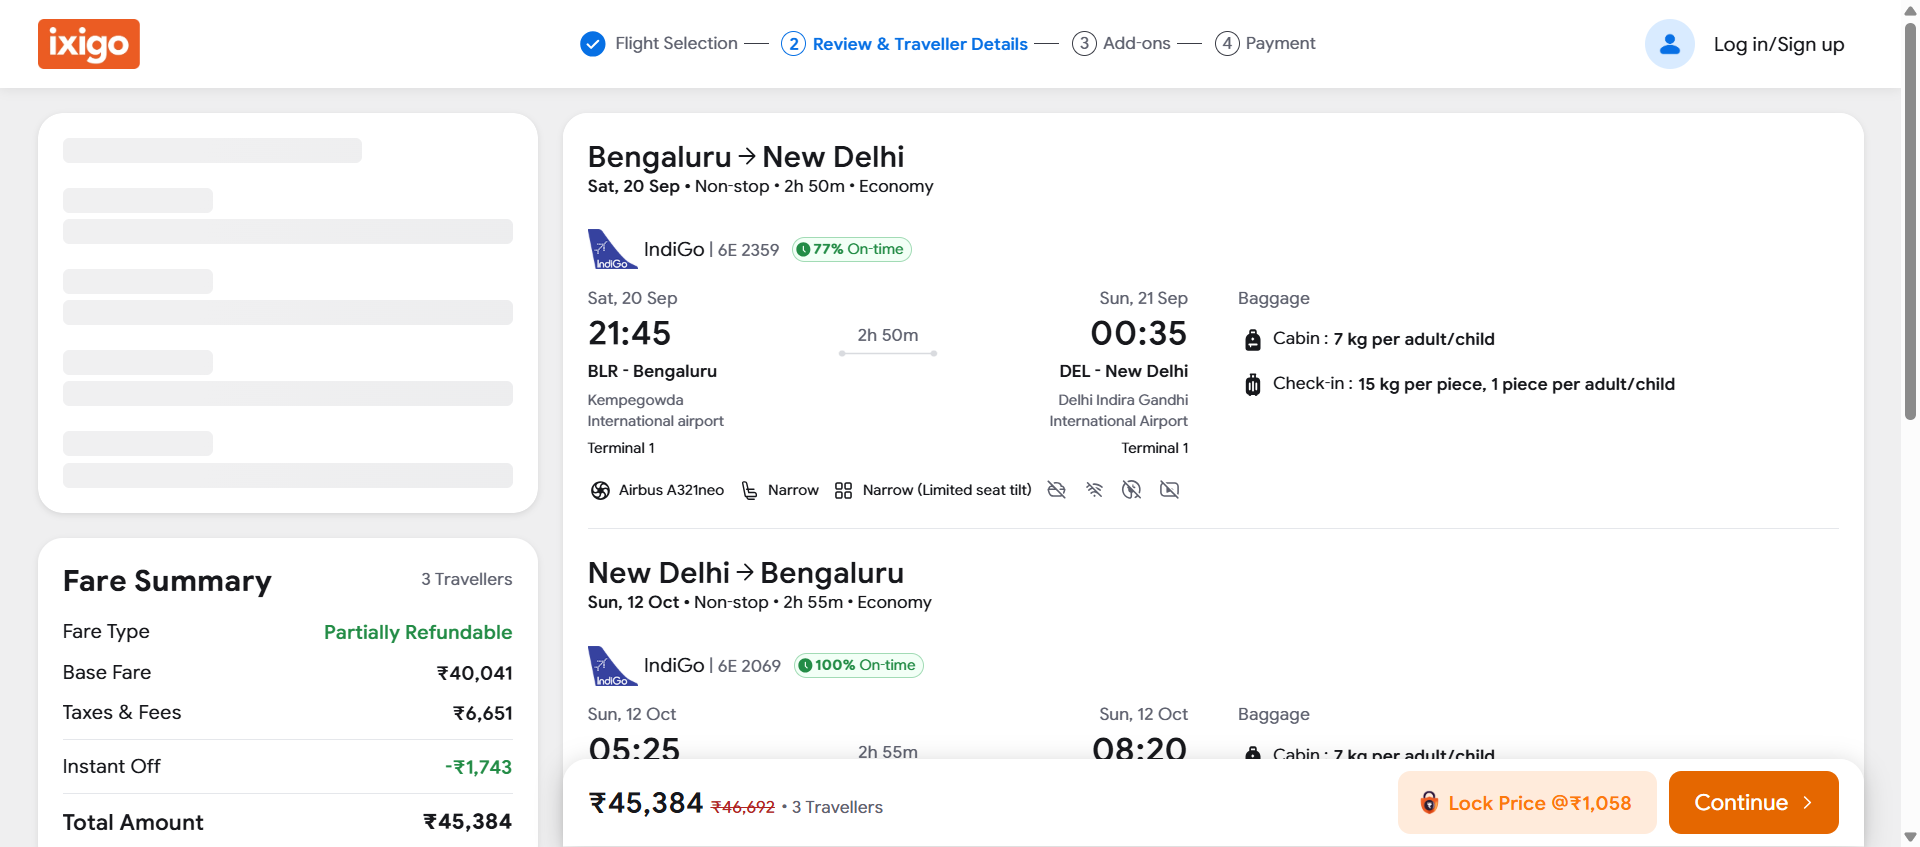 ixigo
Flight Selection
2 Review & Traveller Details
3 Add-ons
4 Payment
Log in/Sign up
Fare Summary
3 Travellers
Fare Type Partially Refundable
Base Fare ₹40,041
Taxes & Fees ₹6,651
Instant Off -₹1,743
Total Amount ₹45,384
Bengaluru → New Delhi
Sat, 20 Sep • Non-stop • 2h 50m • Economy
IndiGo
IndiGo | 6E 2359 77% On-time
Sat, 20 Sep
21:45
BLR - Bengaluru
Kempegowda
International airport
Terminal 1
2h 50m
Sun, 21 Sep
00:35
DEL - New Delhi
Delhi Indira Gandhi
International Airport
Terminal 1
Baggage
Cabin : 7 kg per adult/child
Check-in : 15 kg per piece, 1 piece per adult/child
Airbus A321neo Narrow Narrow (Limited seat tilt)
New Delhi → Bengaluru
Sun, 12 Oct • Non-stop • 2h 55m • Economy
IndiGo
IndiGo | 6E 2069 100% On-time
Sun, 12 Oct
05:25
2h 55m
Sun, 12 Oct
08:20
Baggage
Cabin : 7 kg per adult/child
₹45,384 ₹46,692 • 3 Travellers
Lock Price @₹1,058
Continue